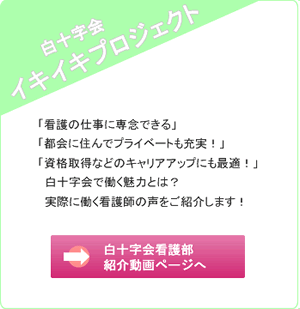 白十字会
イキイキプロジェクト
「看護の仕事に専念できる」
「都会に住んでプライベートも充実！」
「資格取得などのキャリアアップにも最適！」
白十字会で働く魅力とは？
実際に働く看護師の声をご紹介します！
白十字会看護部
紹介動画ページへ